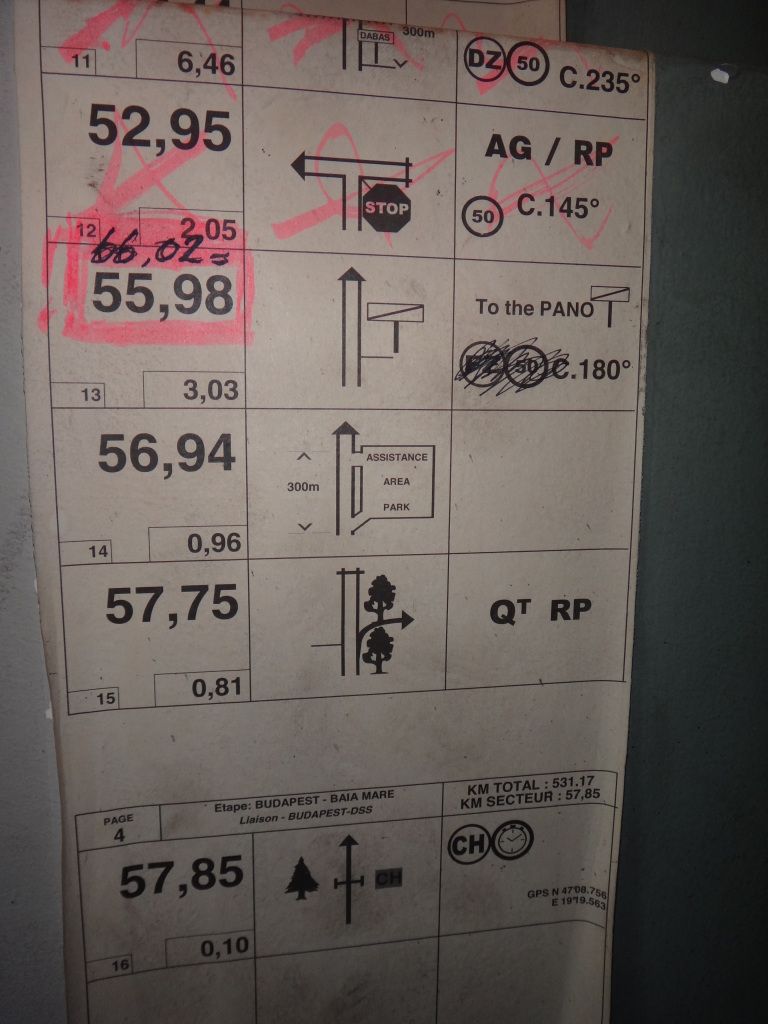 DABAS
300m
11
6,46
DZ 50 C.235°
52,95
STOP
AG / RP
50 C.145°
12
2,05
66,02=
55,98
To the PANO
50 C.180°
13
3,03
56,94
300m
ASSISTANCE
AREA
PARK
14
0,96
57,75
QT RP
15
0,81
PAGE
4
Etape: BUDAPEST - BAIA MARE
Liaison - BUDAPEST-DSS
KM TOTAL : 531,17
KM SECTEUR : 57,85
57,85
CH
CH
GPS N 47°08.756
E 19°19.563
16
0,10